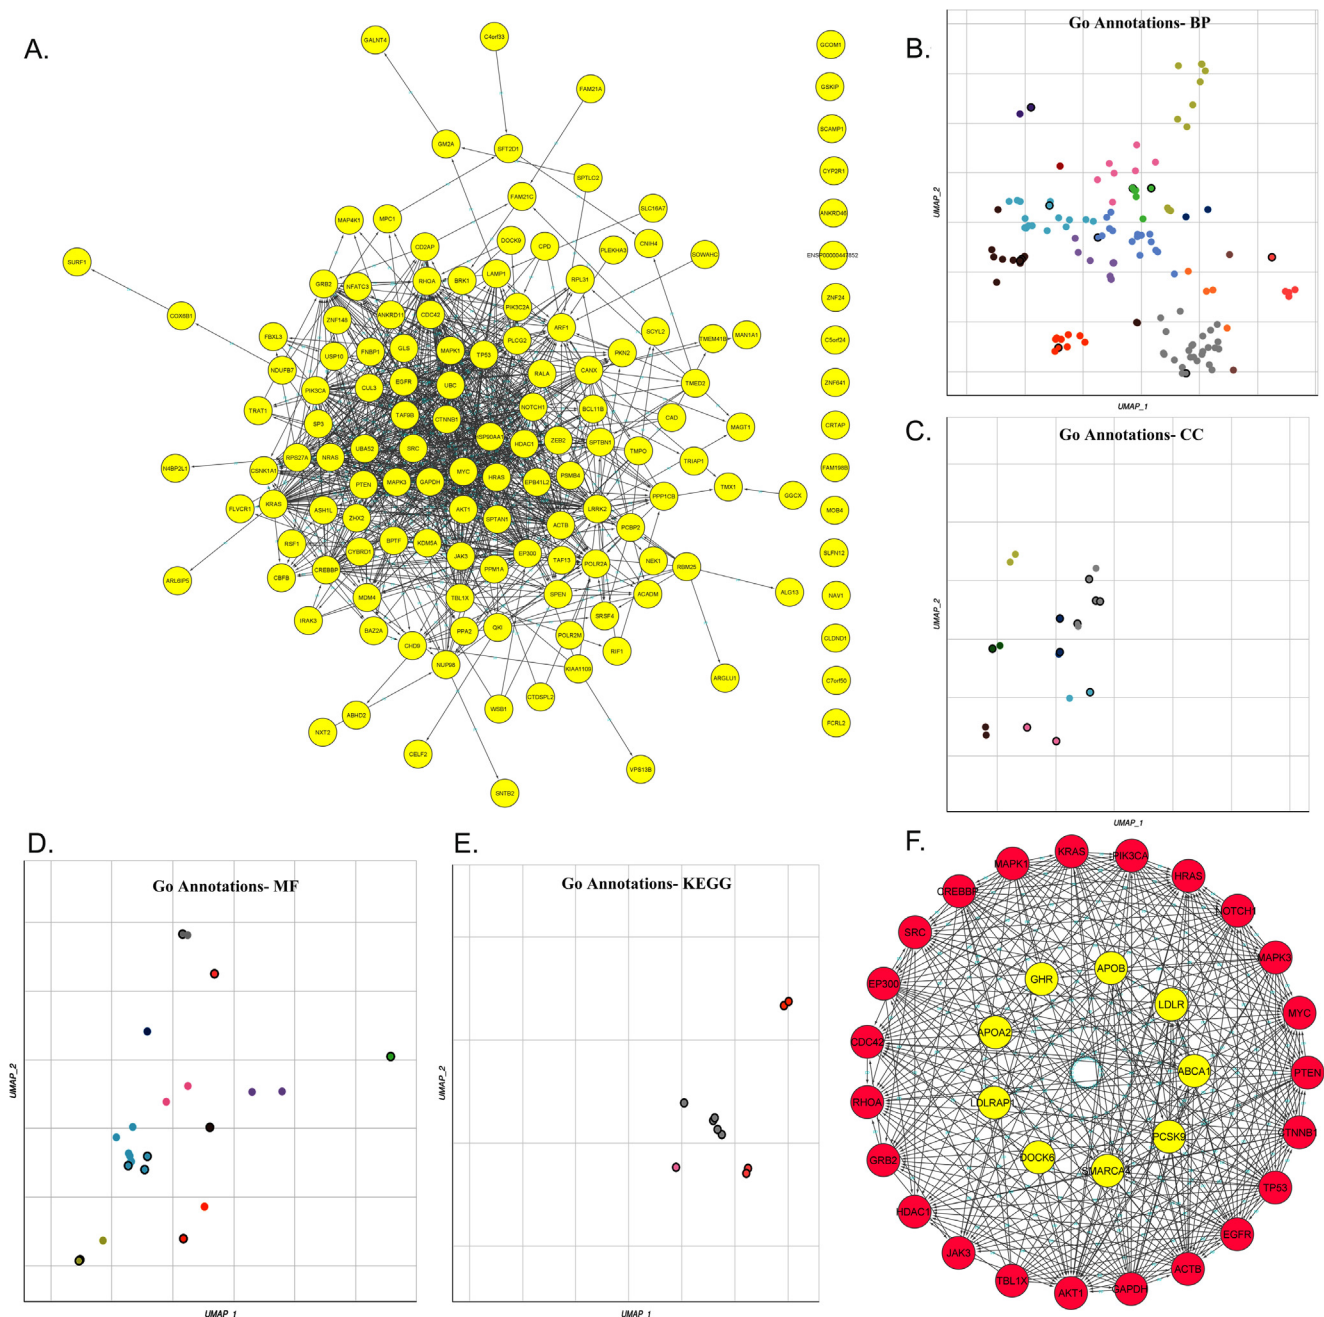 A.
GALNT4
C4orf33
FAM21A
GM2A
SFT2D1
SPTLC2
FAM21C
SLC16A7
MAP4K1
MPC1
DOCK9
CPD
PLEKHA3
CNIH4
SOWAHC
SURF1
CD2AP
GRB2
NFATC3
RHOA
BRK1
LAMP1
RPL31
PIK3C2A
COX6B1
ZNF146
ANKRD11
CDC42
PLCG2
ARF1
SCYL2
TMEM41B
MAN1A1
FBXL3
USP10
FNBP1
GLS
MAPK1
TP53
PKN2
NDUFB7
PIK3CA
CUL3
EGFR
UBC
RALA
CANX
TMED2
TRAT1
SP3
TAF9B
CTNNB1
NOTCH1
BCL11B
CAD
MAGT1
HSP90AA1
HDAC1
ZEB2
SPTBN1
TMPO
TRIAP1
N4BP2L1
CSNK1A1
RPS27A
NRAS
UBA52
SRC
MYC
HRAS
EPB41L2
PSMB4
TMX1
GGCX
PTEN
MAPK3
GAPDH
PPP1CB
FLVCR1
KRAS
ASH1L
ZHX2
AKT1
SPTAN1
ACTB
LRRK2
PCBP2
RSF1
CYBRD1
BPTF
KDM5A
JAK3
EP300
TAF13
POLR2A
NEK1
RBM25
ARL6IP5
CBFB
CREBBP
PPM1A
MDM4
TBL1X
SPEN
ACADM
ALG13
IRAK3
BAZ2A
PPA2
QKI
SRSF4
CHD9
POLR2M
RIF1
NUP98
KIAA1109
ARGLU1
ABHD2
WSB1
CTDSPL2
NXT2
CELF2
VPS13B
SNTB2
GCOM1
GSKIP
SCAMP1
CYP2R1
ANKRD46
ENSP00000447852
ZNF24
C5orf24
ZNF641
CRTAP
FAM198B
MOB4
SLFN12
NAV1
CLDND1
C7orf50
FCRL2
B.
Go Annotations- BP
UMAP_2
UMAP_1
C.
Go Annotations- CC
UMAP_2
UMAP_1
D.
Go Annotations- MF
UMAP_2
UMAP_1
E.
Go Annotations- KEGG
UMAP_2
UMAP_1
F.
KRAS
PIK3CA
MAPK1
HRAS
CREBBP
NOTCH1
SRC
MAPK3
EP300
MYC
CDC42
PTEN
RHOA
CTNNB1
GRB2
TP53
HDAC1
EGFR
JAK3
ACTB
TBL1X
AKT1
GAPDH
GHR
APOB
LDLR
APOA2
ABCA1
LDLRAP1
PCSK9
DOCK6
SMARCA4